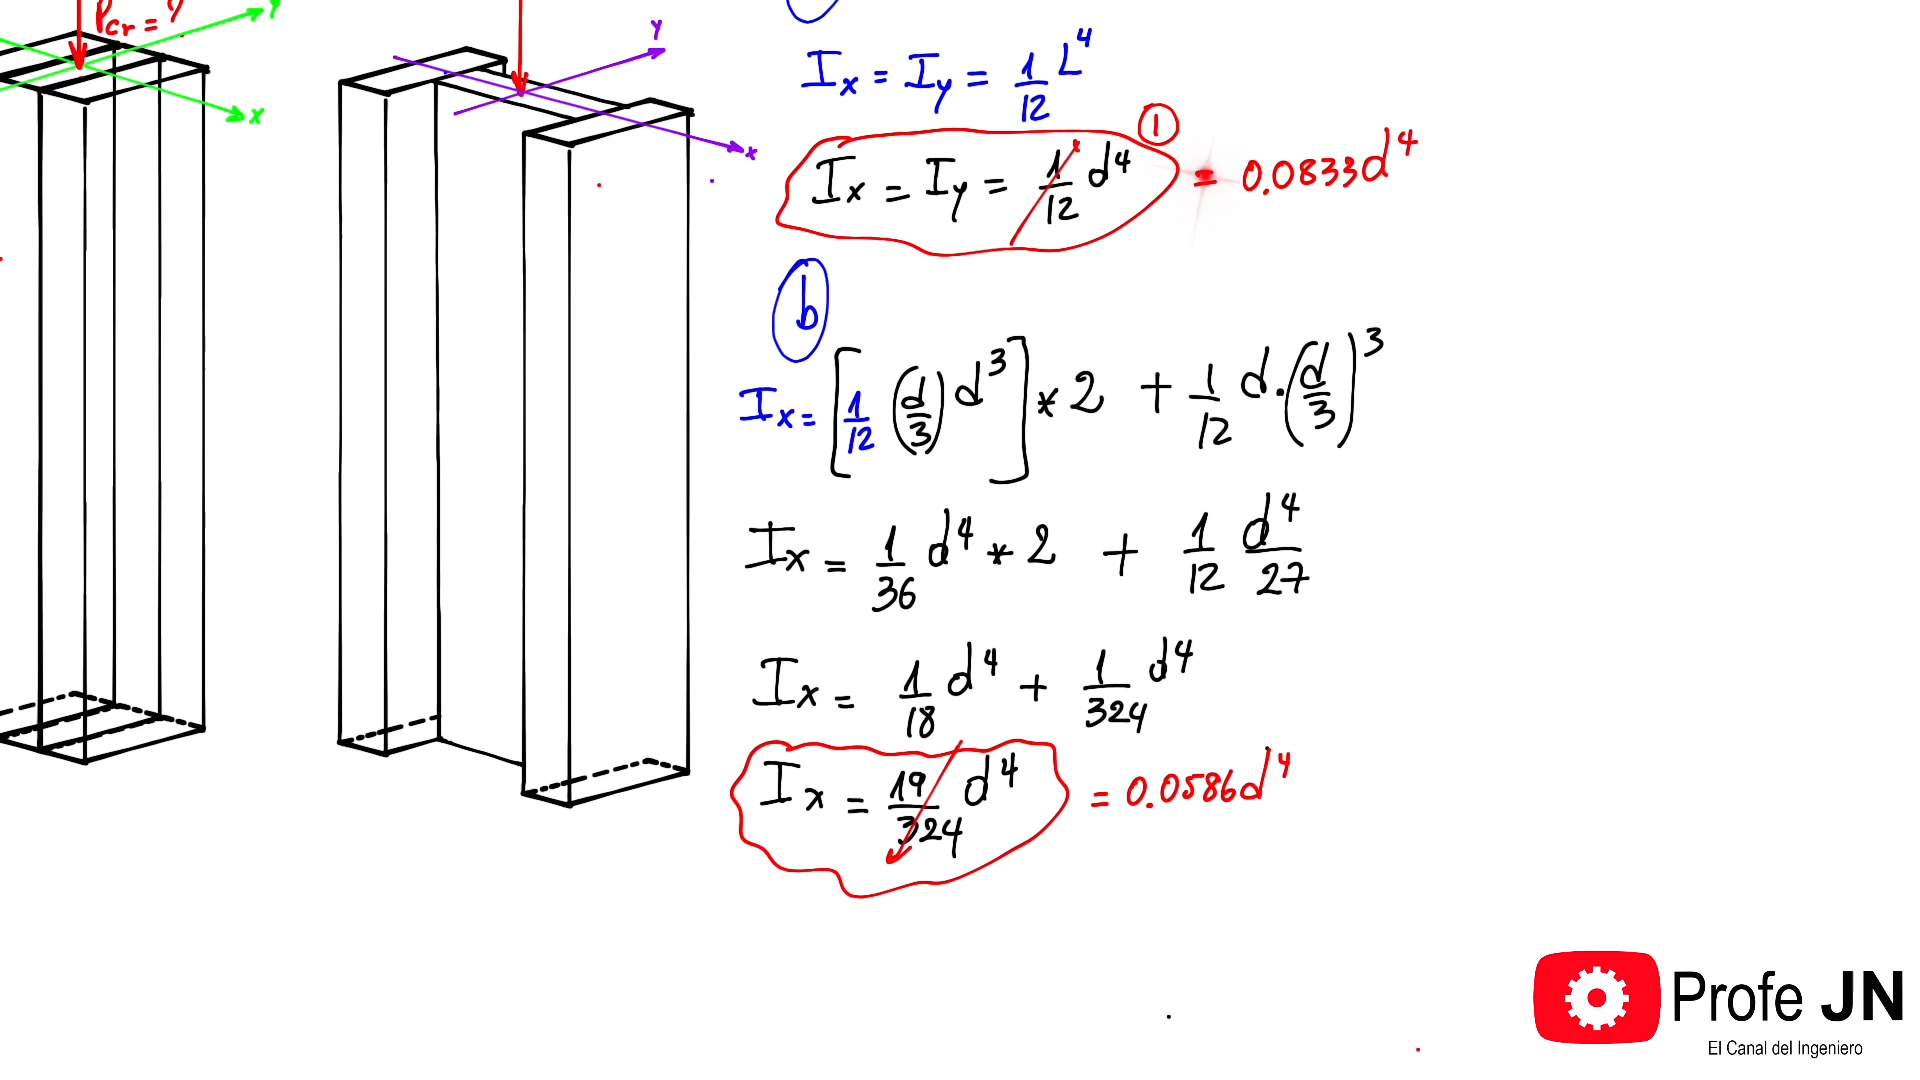 Pcr = ?
Y
x
Y
x
Ix = Iy = 1/12 L⁴
Ix = Iy = 1/12 d⁴ = 0.0833d⁴
1
b
Ix = [1/12 (d/3) d³] * 2 + 1/12 d·(d/3)³
Ix = 1/36 d⁴ * 2 + 1/12 d⁴/27
Ix = 1/18 d⁴ + 1/324 d⁴
Ix = 19/324 d⁴ = 0.0586d⁴
Profe JN
El Canal del Ingeniero